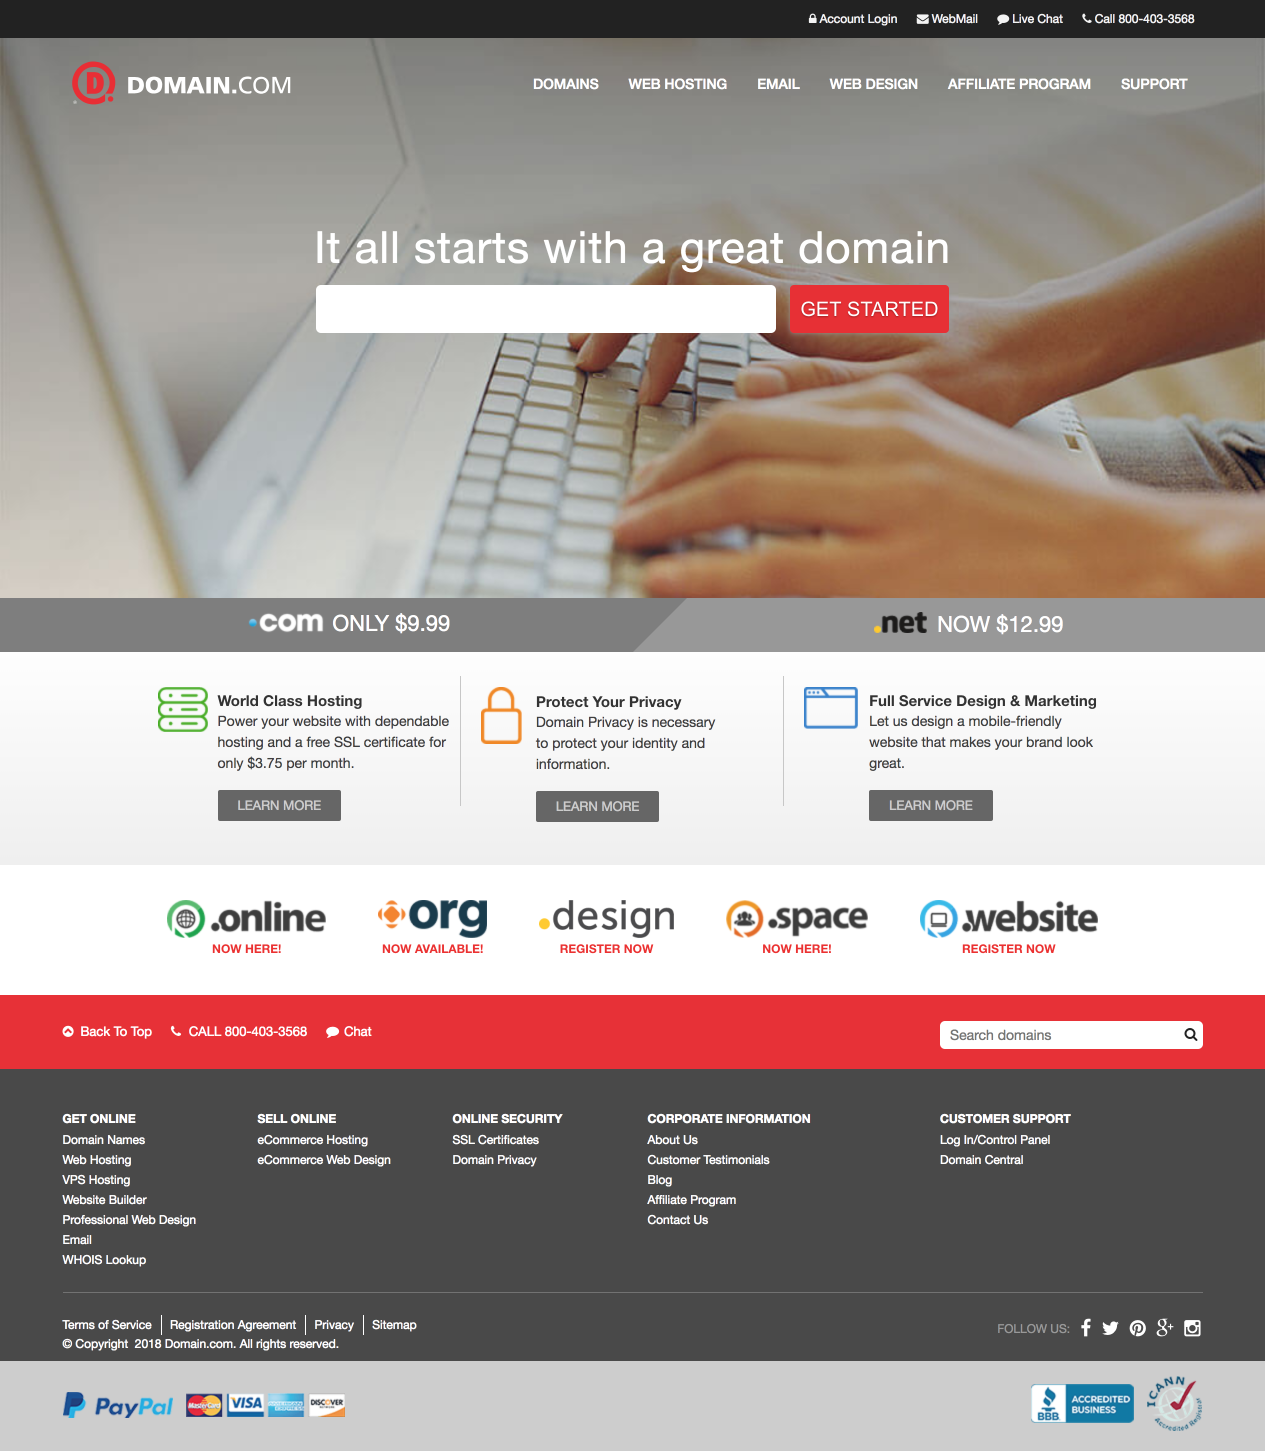 Account Login WebMail Live Chat Call 800-403-3568
DOMAIN.COM
DOMAINS WEB HOSTING EMAIL WEB DESIGN AFFILIATE PROGRAM SUPPORT
It all starts with a great domain
GET STARTED
.com ONLY $9.99
.net NOW $12.99
World Class Hosting
Power your website with dependable
hosting and a free SSL certificate for
only $3.75 per month.
LEARN MORE
Protect Your Privacy
Domain Privacy is necessary
to protect your identity and
information.
LEARN MORE
Full Service Design & Marketing
Let us design a mobile-friendly
website that makes your brand look
great.
LEARN MORE
.online
NOW HERE!
.org
NOW AVAILABLE!
.design
REGISTER NOW
.space
NOW HERE!
.website
REGISTER NOW
Back To Top CALL 800-403-3568 Chat
Search domains
GET ONLINE
Domain Names
Web Hosting
VPS Hosting
Website Builder
Professional Web Design
Email
WHOIS Lookup
SELL ONLINE
eCommerce Hosting
eCommerce Web Design
ONLINE SECURITY
SSL Certificates
Domain Privacy
CORPORATE INFORMATION
About Us
Customer Testimonials
Blog
Affiliate Program
Contact Us
CUSTOMER SUPPORT
Log In/Control Panel
Domain Central
Terms of Service Registration Agreement Privacy Sitemap
© Copyright 2018 Domain.com. All rights reserved.
FOLLOW US:
PayPal
MasterCard
VISA
AMERICAN EXPRESS
DISCOVER
BBB
ACCREDITED
BUSINESS
ICANN
Accredited Registrar